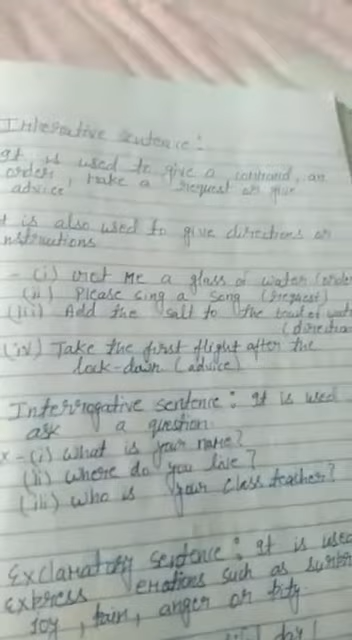 Imperative sentence:
It is used to give a command, an
order, make a request or give
advice
It is also used to give directions or
instructions
- (i) Get Me a glass of water (order
(ii) Please sing a song (request)
(iii) Add the salt to the bowl of wat
(direction
(iv) Take the first flight after the
lock-down (advice)
Interrogative sentence: It is used
ask a question
x - (i) What is your name?
(ii) where do you live?
(iii) Who is your class teacher?
Exclamatory sentence: It is used
express emotions such as surpr
Joy, pain, anger or pity.